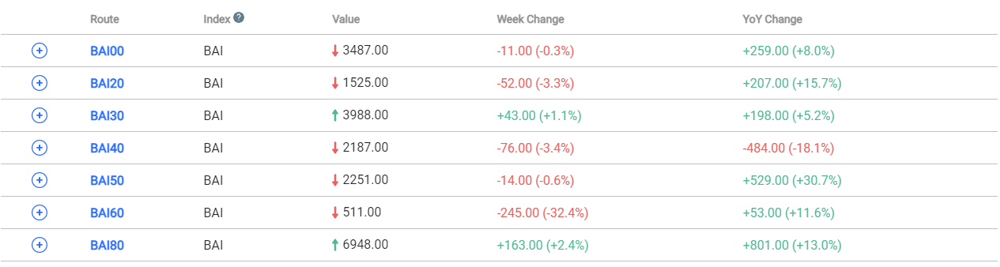 Route Index ? Value Week Change YoY Change
BAI00 BAI 3487.00 -11.00 (-0.3%) +259.00 (+8.0%)
BAI20 BAI 1525.00 -52.00 (-3.3%) +207.00 (+15.7%)
BAI30 BAI 3988.00 +43.00 (+1.1%) +198.00 (+5.2%)
BAI40 BAI 2187.00 -76.00 (-3.4%) -484.00 (-18.1%)
BAI50 BAI 2251.00 -14.00 (-0.6%) +529.00 (+30.7%)
BAI60 BAI 511.00 -245.00 (-32.4%) +53.00 (+11.6%)
BAI80 BAI 6948.00 +163.00 (+2.4%) +801.00 (+13.0%)